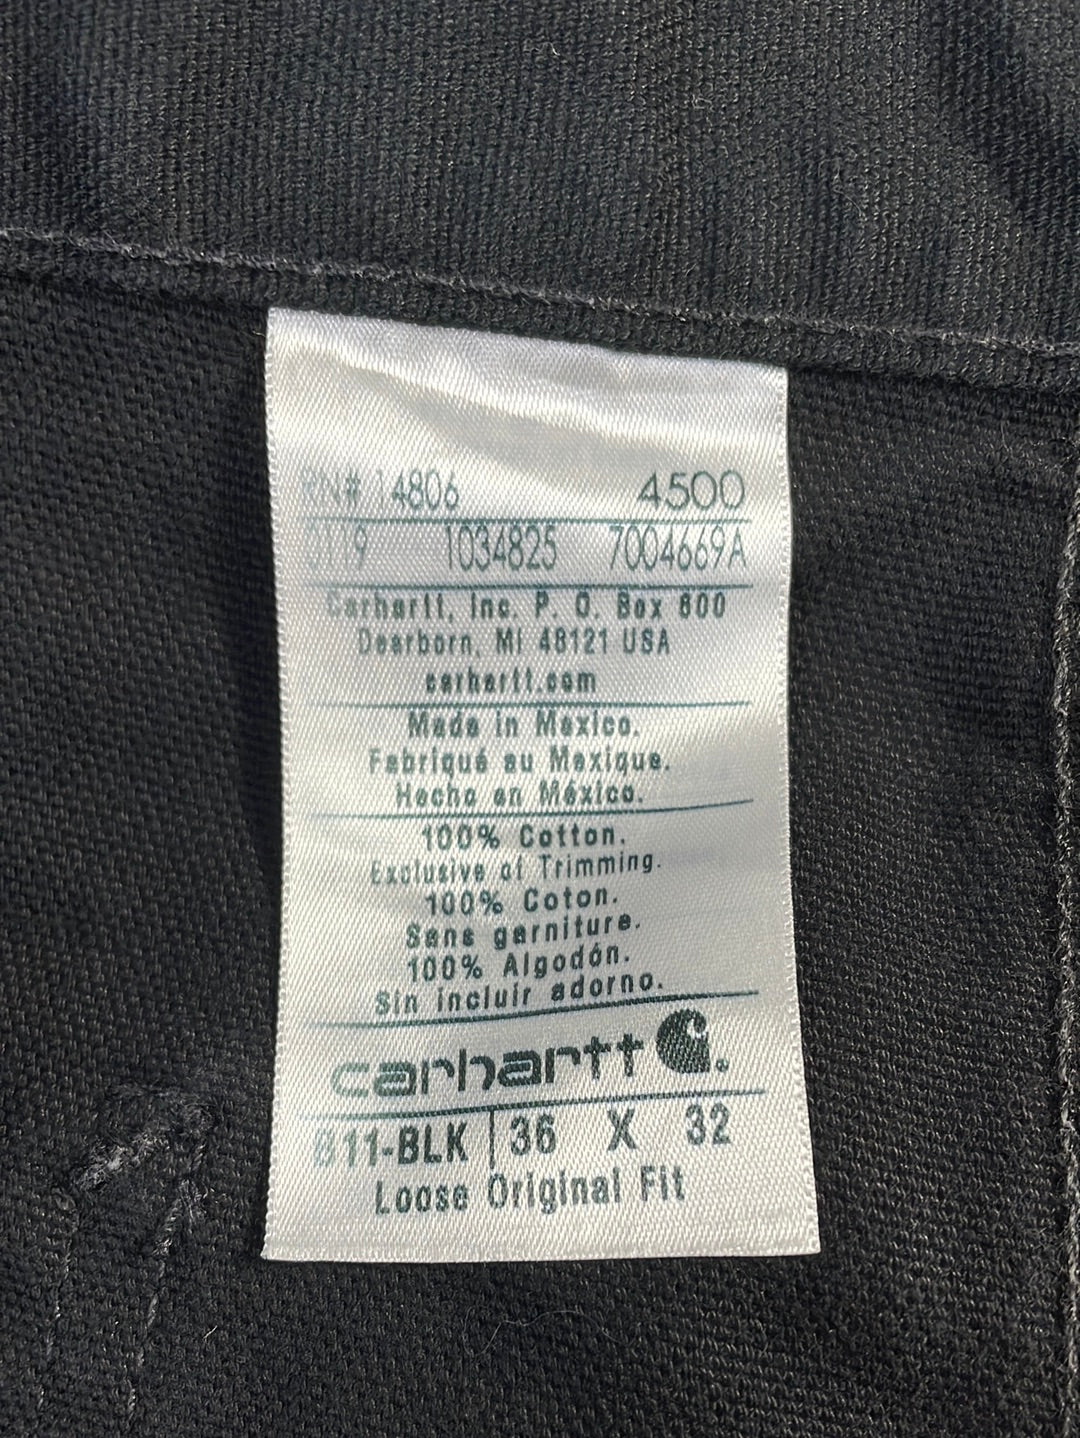 RN# 14806 4500
0119 1034825 7004669A
Carhartt, Inc. P. O. Box 600
Dearborn, MI 48121 USA
carhartt.com
Made in Mexico.
Fabriqué au Mexique.
Hecho en México.
100% Cotton.
Exclusive of Trimming.
100% Coton.
Sans garniture.
100% Algodón.
Sin incluir adorno.
carhartt
B11-BLK 36 X 32
Loose Original Fit